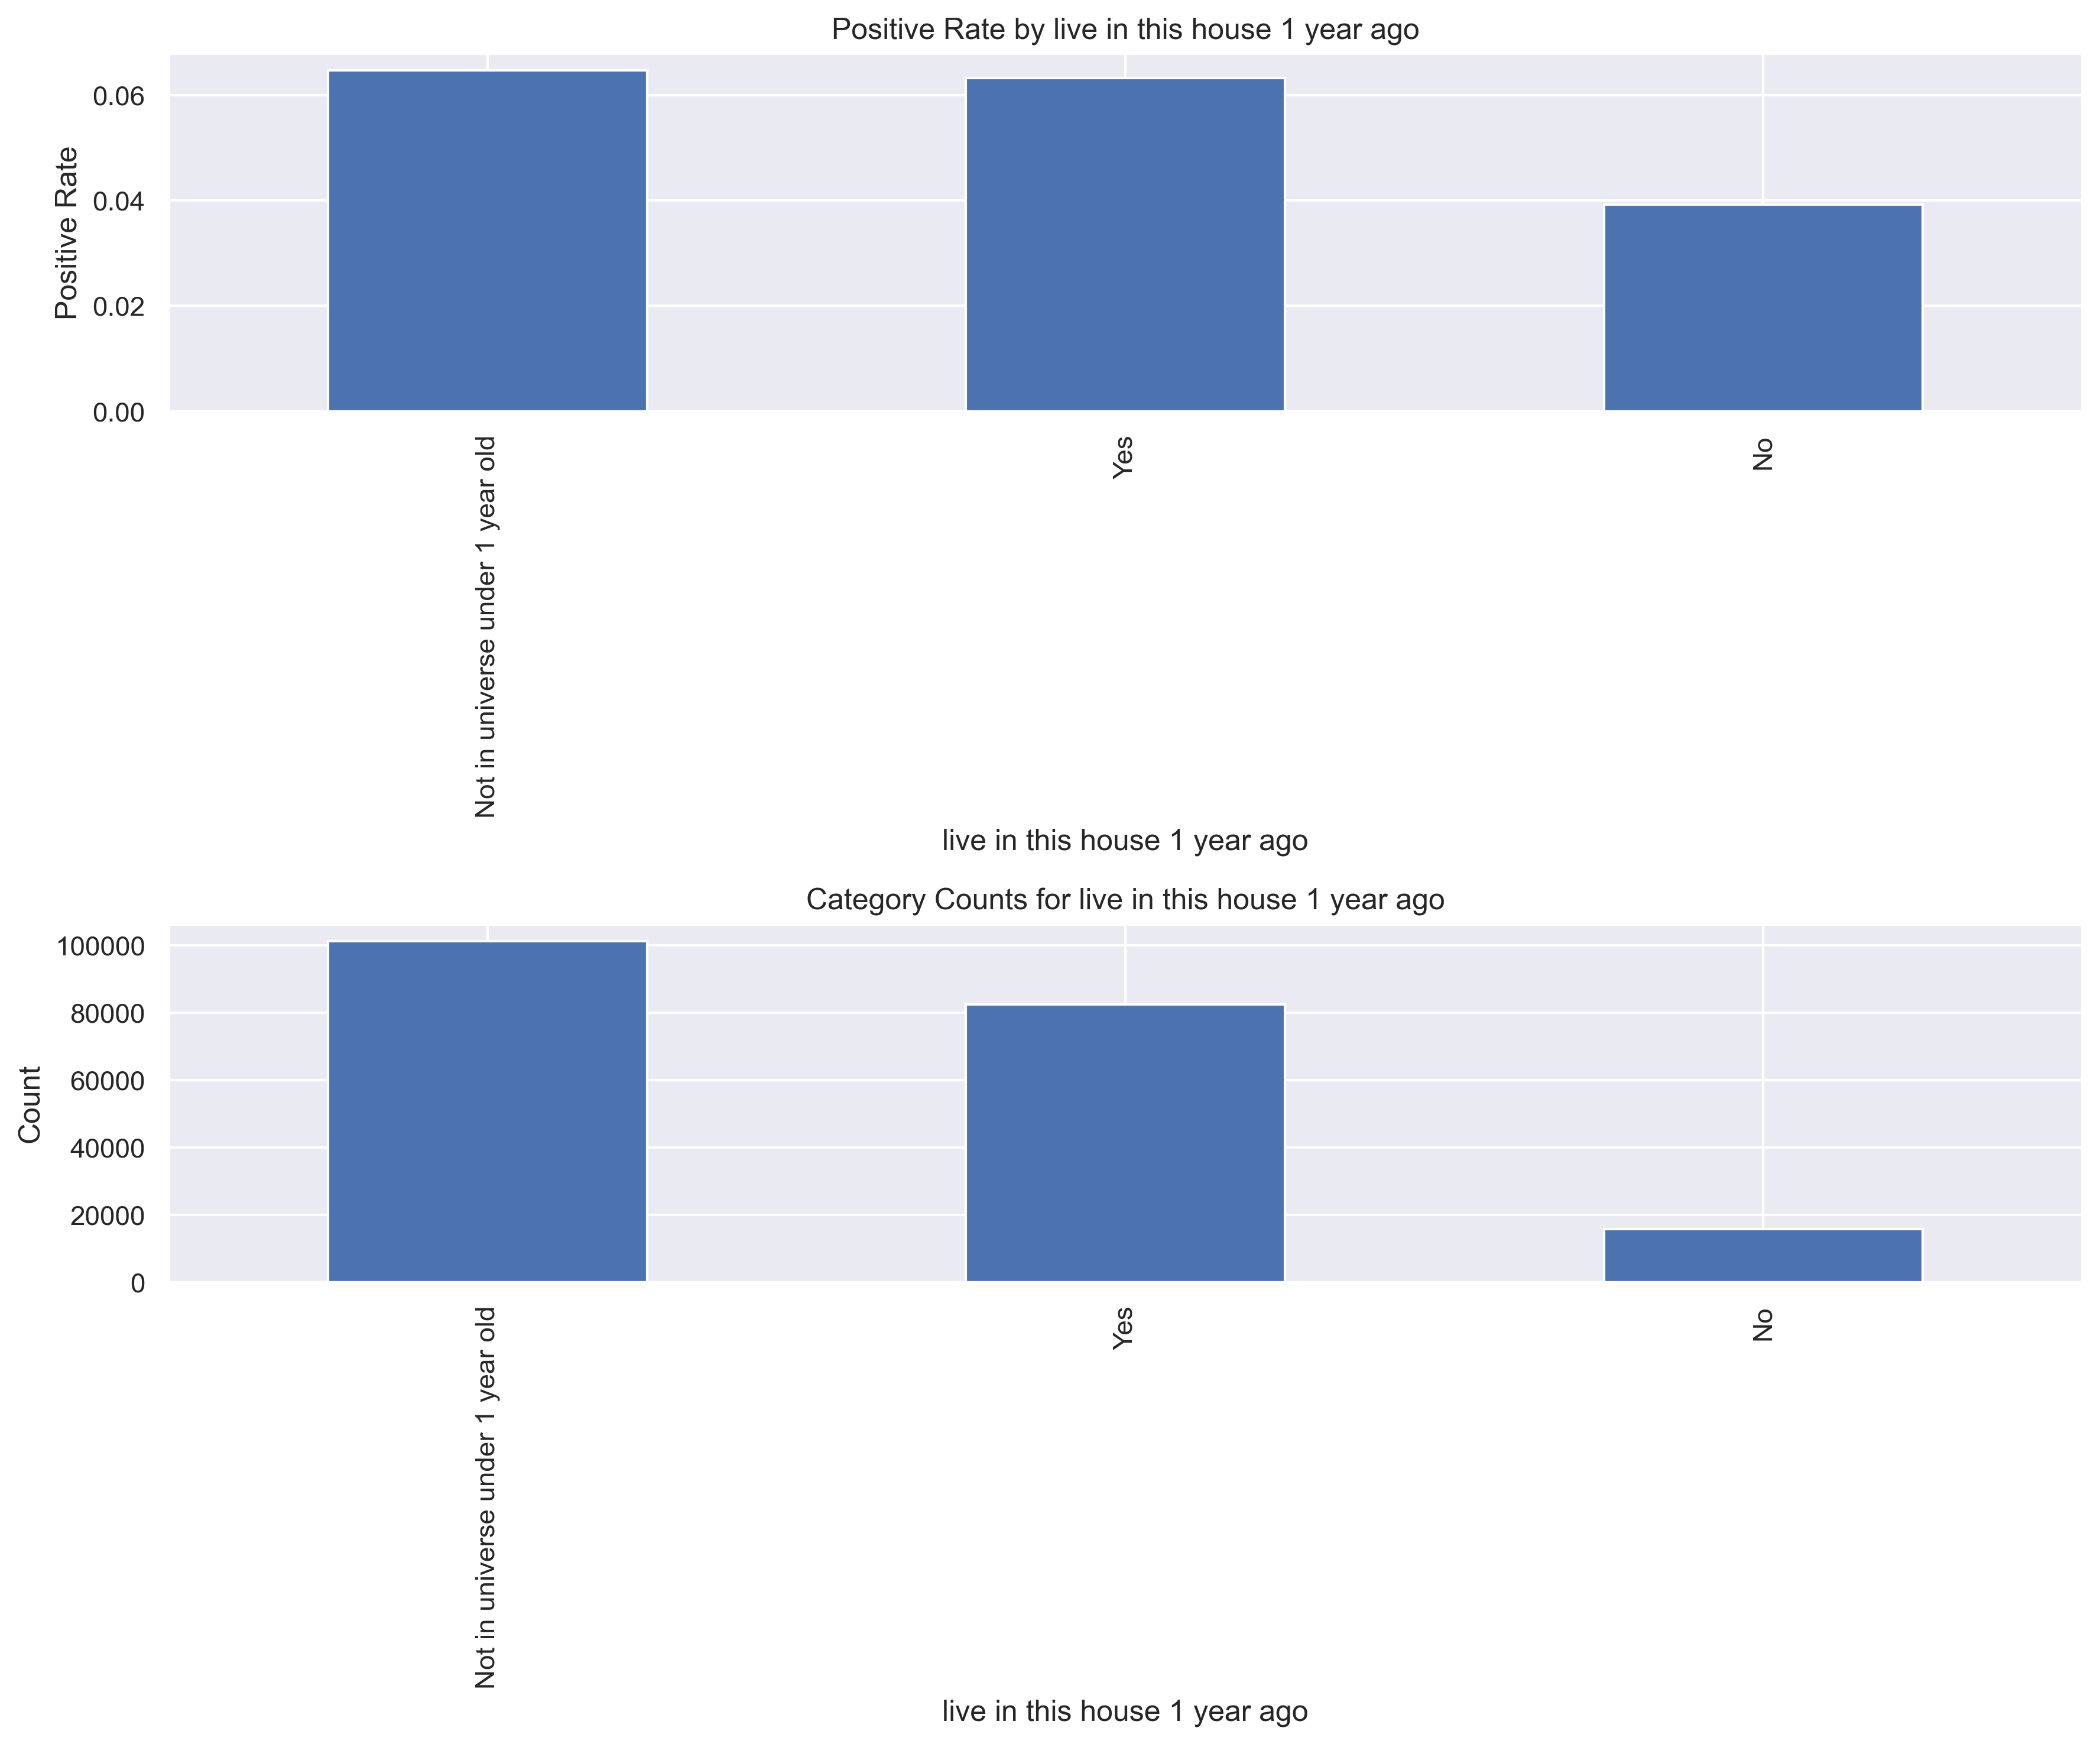 Positive Rate by live in this house 1 year ago
Positive Rate
0.06
0.04
0.02
0.00
Not in universe under 1 year old
Yes
No
live in this house 1 year ago
Category Counts for live in this house 1 year ago
Count
100000
80000
60000
40000
20000
0
Not in universe under 1 year old
Yes
No
live in this house 1 year ago